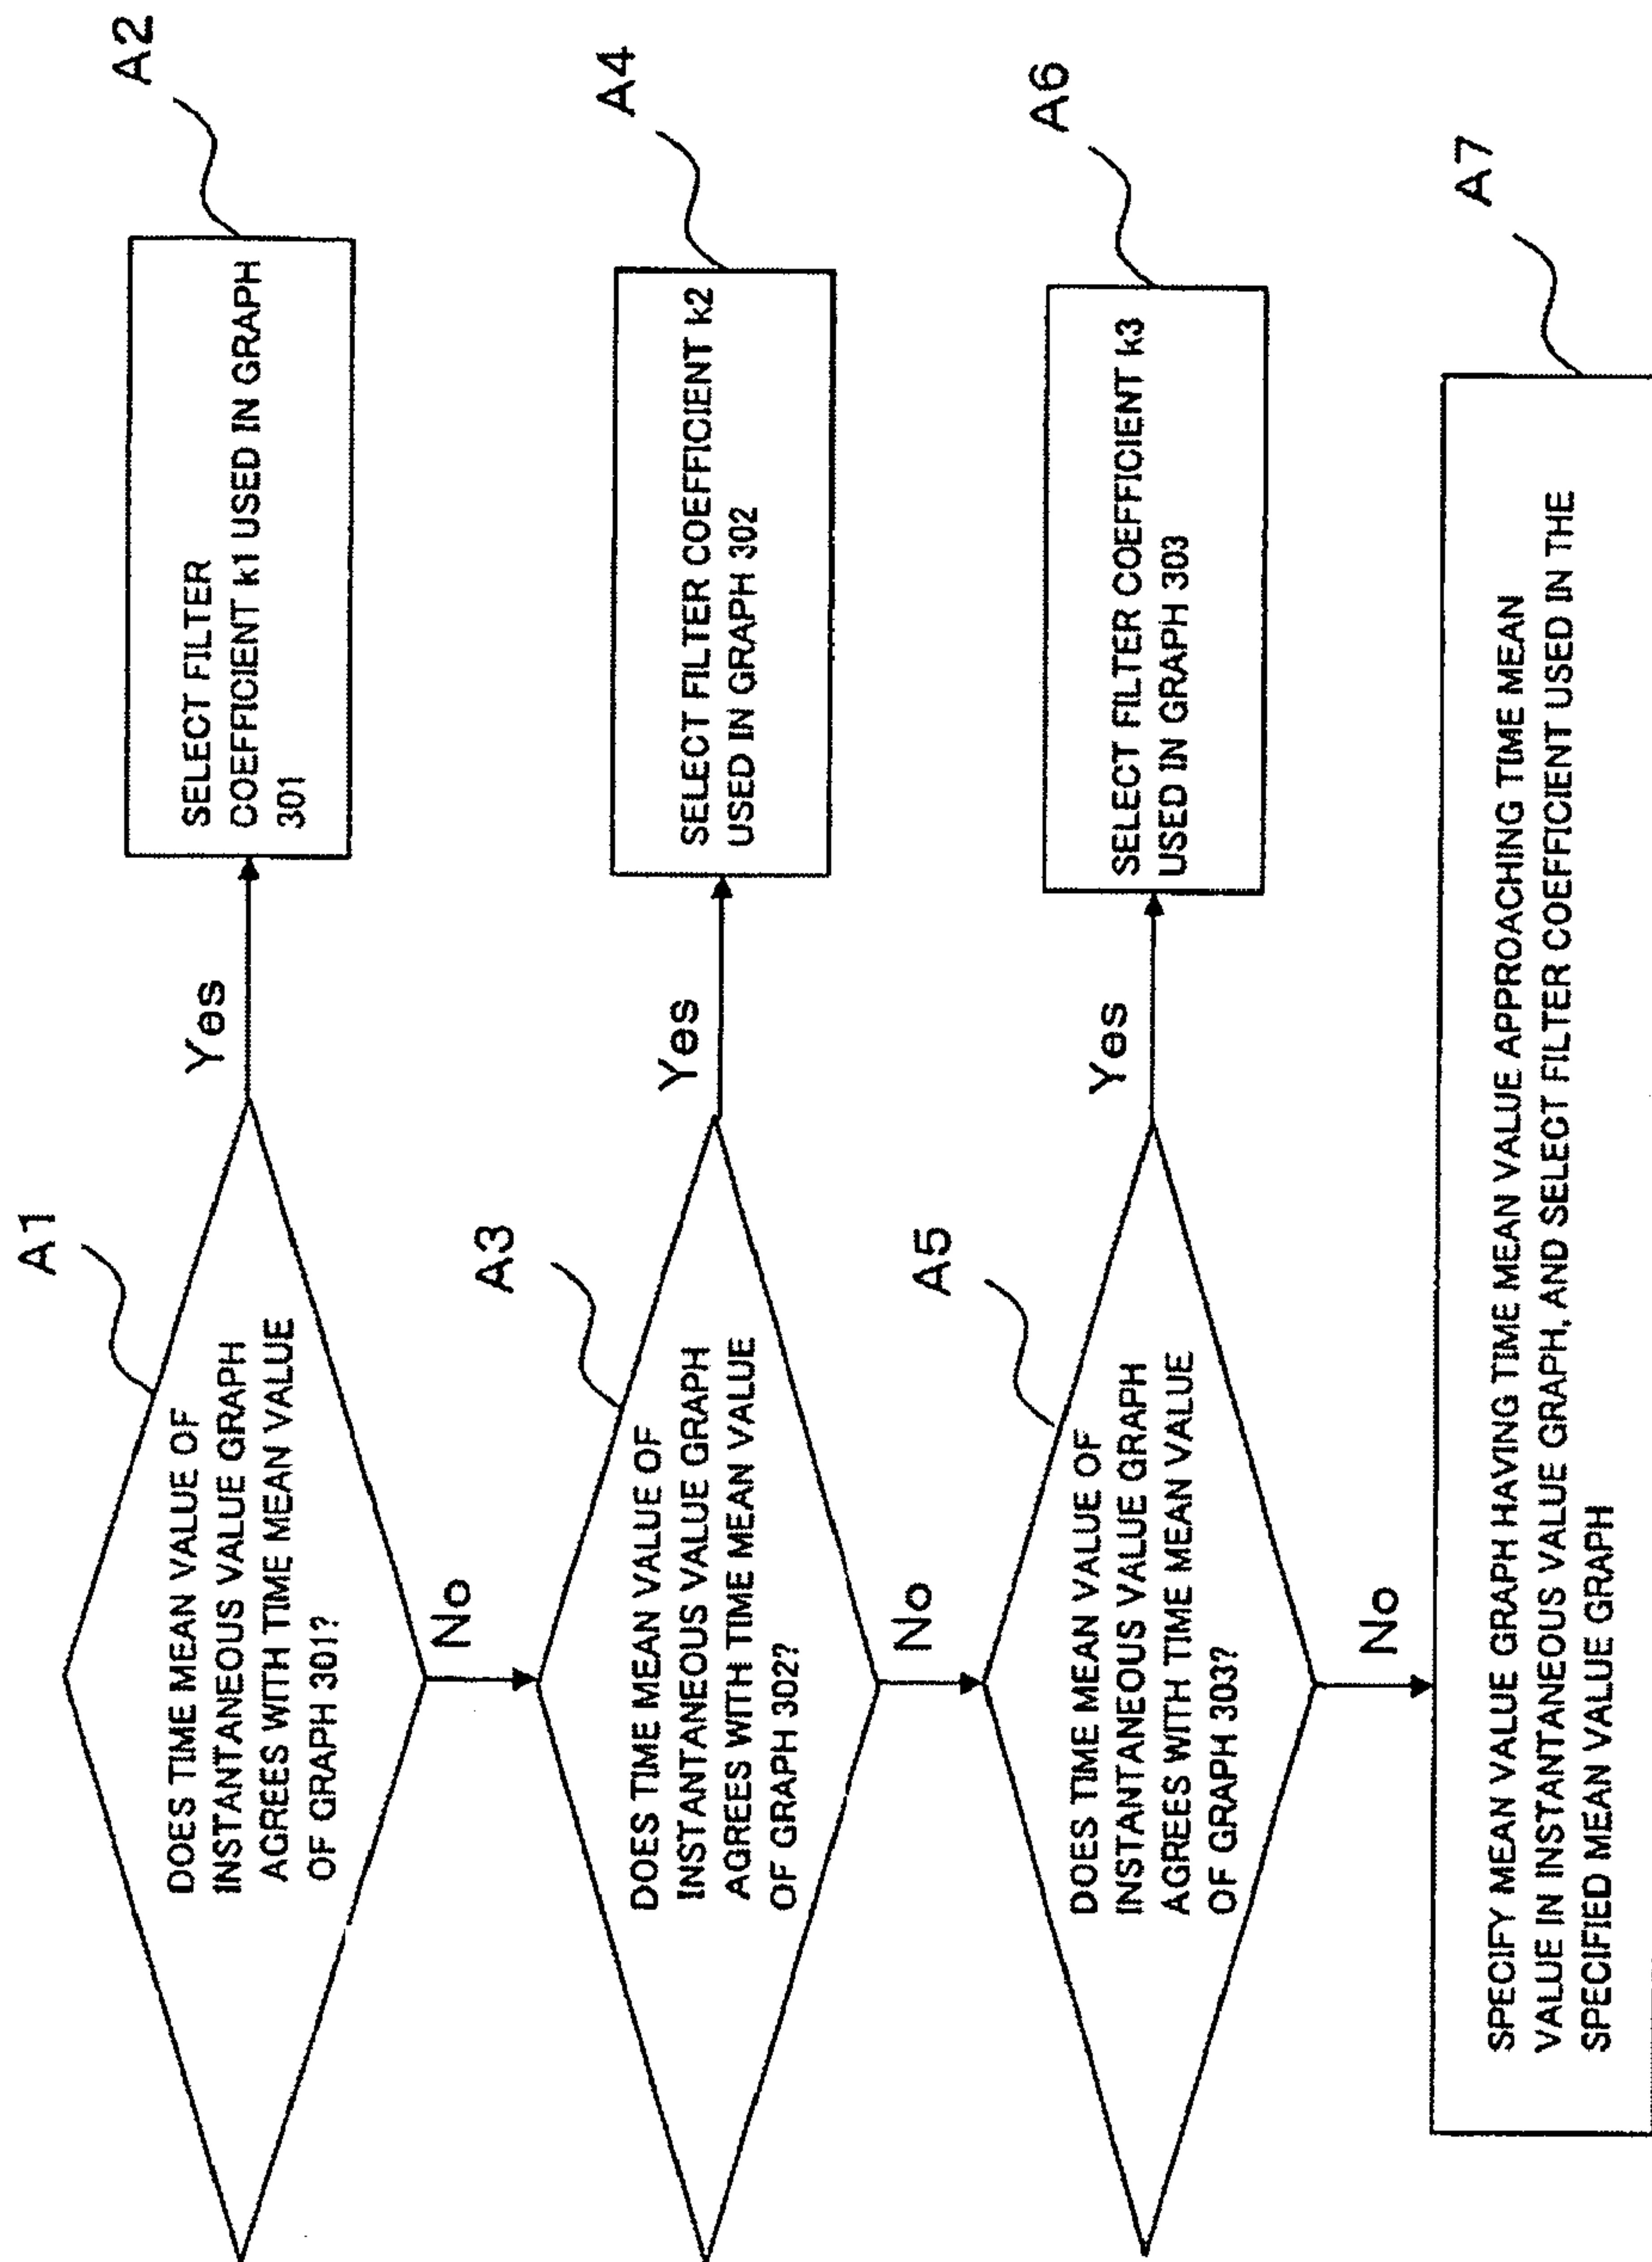 A1
DOES TIME MEAN VALUE OF
INSTANTANEOUS VALUE GRAPH
AGREES WITH TIME MEAN VALUE
OF GRAPH 301?
Yes
A2
SELECT FILTER
COEFFICIENT k1 USED IN GRAPH
301
No
A3
DOES TIME MEAN VALUE OF
INSTANTANEOUS VALUE GRAPH
AGREES WITH TIME MEAN VALUE
OF GRAPH 302?
Yes
A4
SELECT FILTER COEFFICIENT k2
USED IN GRAPH 302
No
A5
DOES TIME MEAN VALUE OF
INSTANTANEOUS VALUE GRAPH
AGREES WITH TIME MEAN VALUE
OF GRAPH 303?
Yes
A6
SELECT FILTER COEFFICIENT k3
USED IN GRAPH 303
No
A7
SPECIFY MEAN VALUE GRAPH HAVING TIME MEAN VALUE APPROACHING TIME MEAN
VALUE IN INSTANTANEOUS VALUE GRAPH, AND SELECT FILTER COEFFICIENT USED IN THE
SPECIFIED MEAN VALUE GRAPH